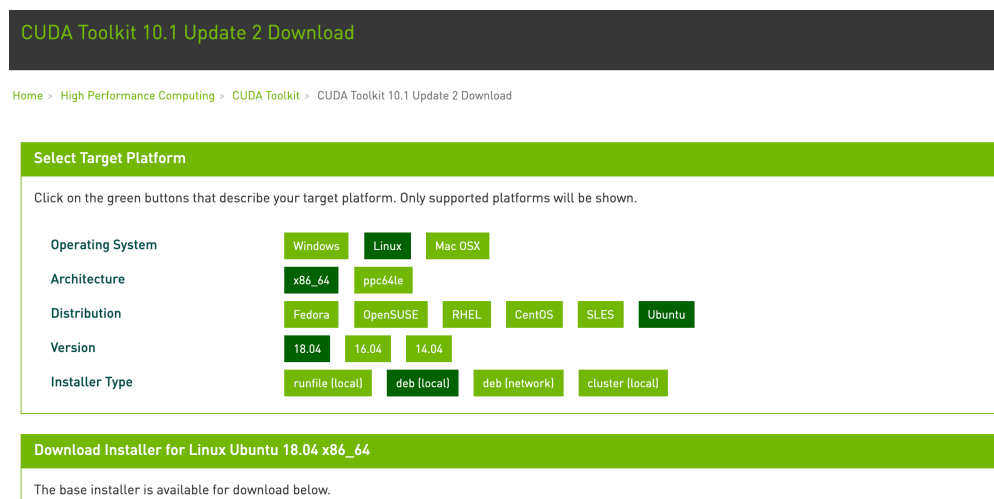 CUDA Toolkit 10.1 Update 2 Download
Home > High Performance Computing > CUDA Toolkit > CUDA Toolkit 10.1 Update 2 Download
Select Target Platform
Click on the green buttons that describe your target platform. Only supported platforms will be shown.
Operating System Windows Linux Mac OSX
Architecture x86_64 ppc64le
Distribution Fedora OpenSUSE RHEL CentOS SLES Ubuntu
Version 18.04 16.04 14.04
Installer Type runfile (local) deb (local) deb (network) cluster (local)
Download Installer for Linux Ubuntu 18.04 x86_64
The base installer is available for download below.